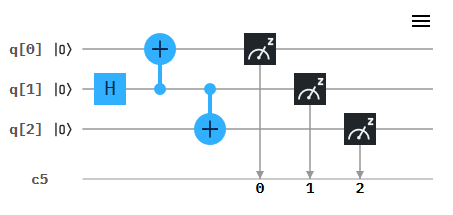 q[0] |0⟩ z
q[1] |0⟩ H z
q[2] |0⟩ z
c5 0 1 2